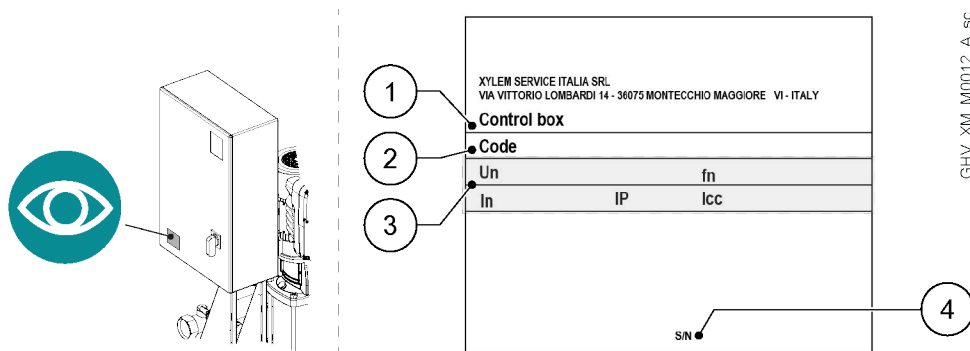 XYLEM SERVICE ITALIA SRL
VIA VITTORIO LOMBARDI 14 - 36075 MONTECCHIO MAGGIORE VI - ITALY
1
Control box
2
Code
3
Un fn
In IP Icc
4
S/N
GHV_XM_M0012_A_sc